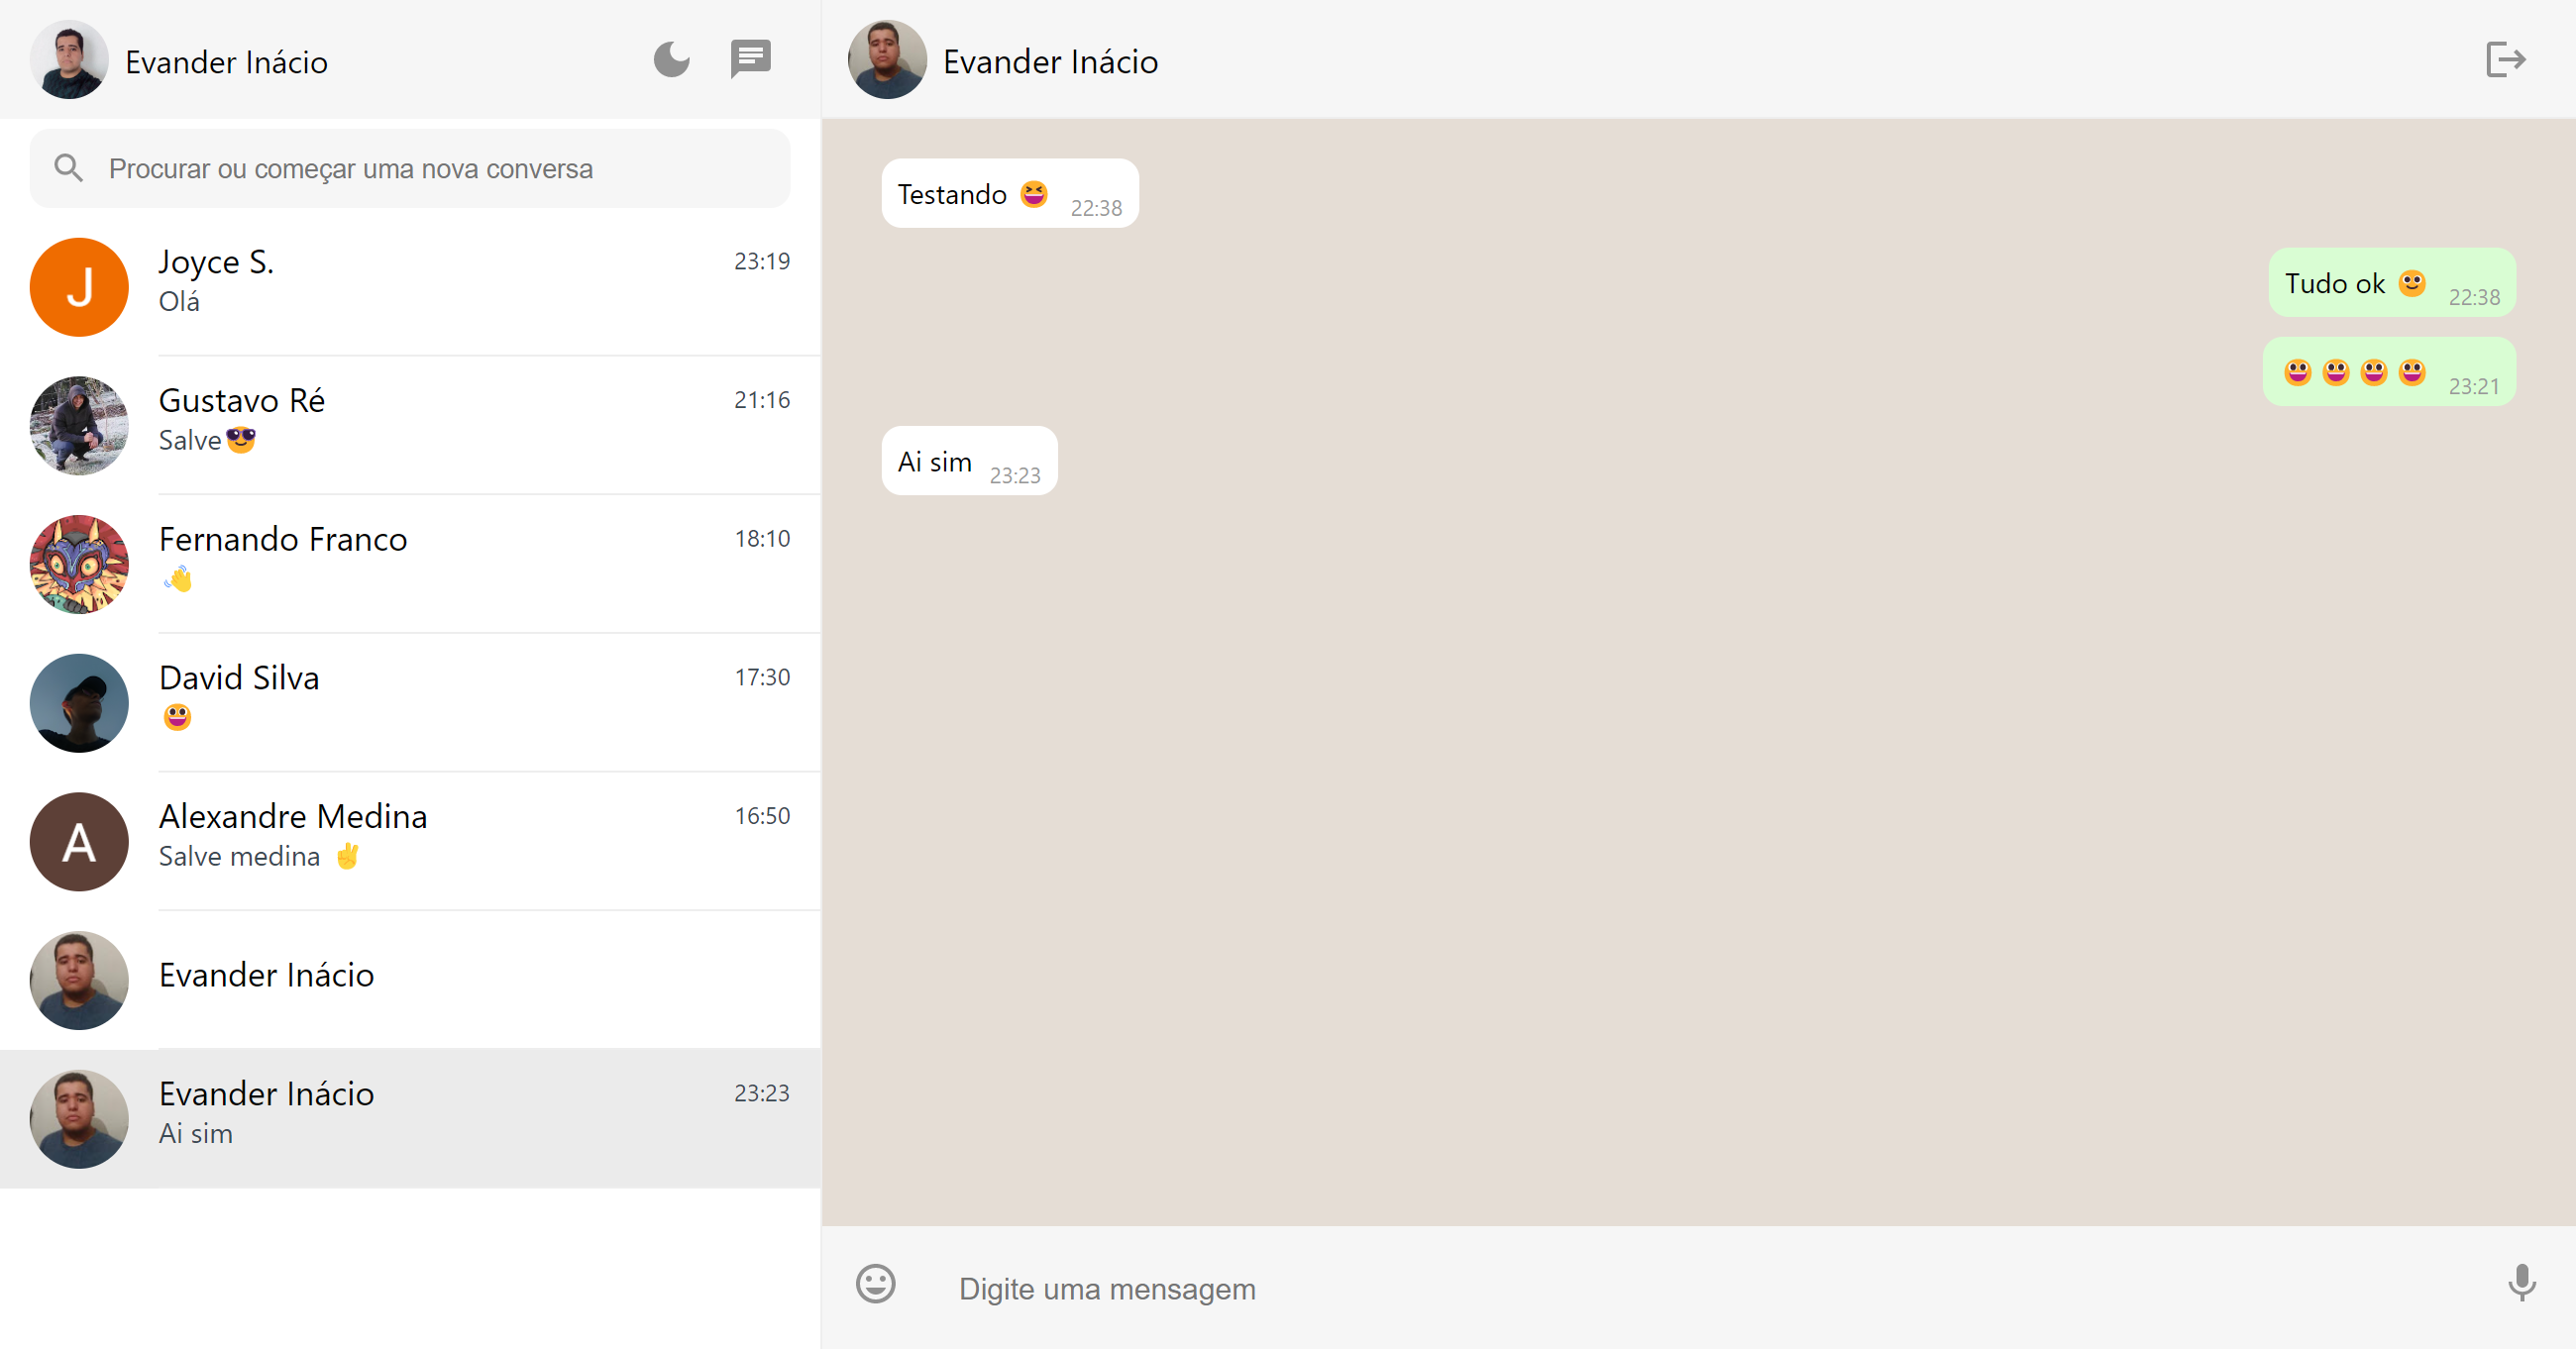 Evander Inácio
Procurar ou começar uma nova conversa
J
Joyce S.
23:19
Olá
Gustavo Ré
21:16
Salve😎
Fernando Franco
18:10
👋
David Silva
17:30
😃
A
Alexandre Medina
16:50
Salve medina ✌
Evander Inácio
Evander Inácio
23:23
Ai sim
Evander Inácio
Testando 😆 22:38
Tudo ok 🙂 22:38
😃 😃 😃 😃 23:21
Ai sim 23:23
Digite uma mensagem